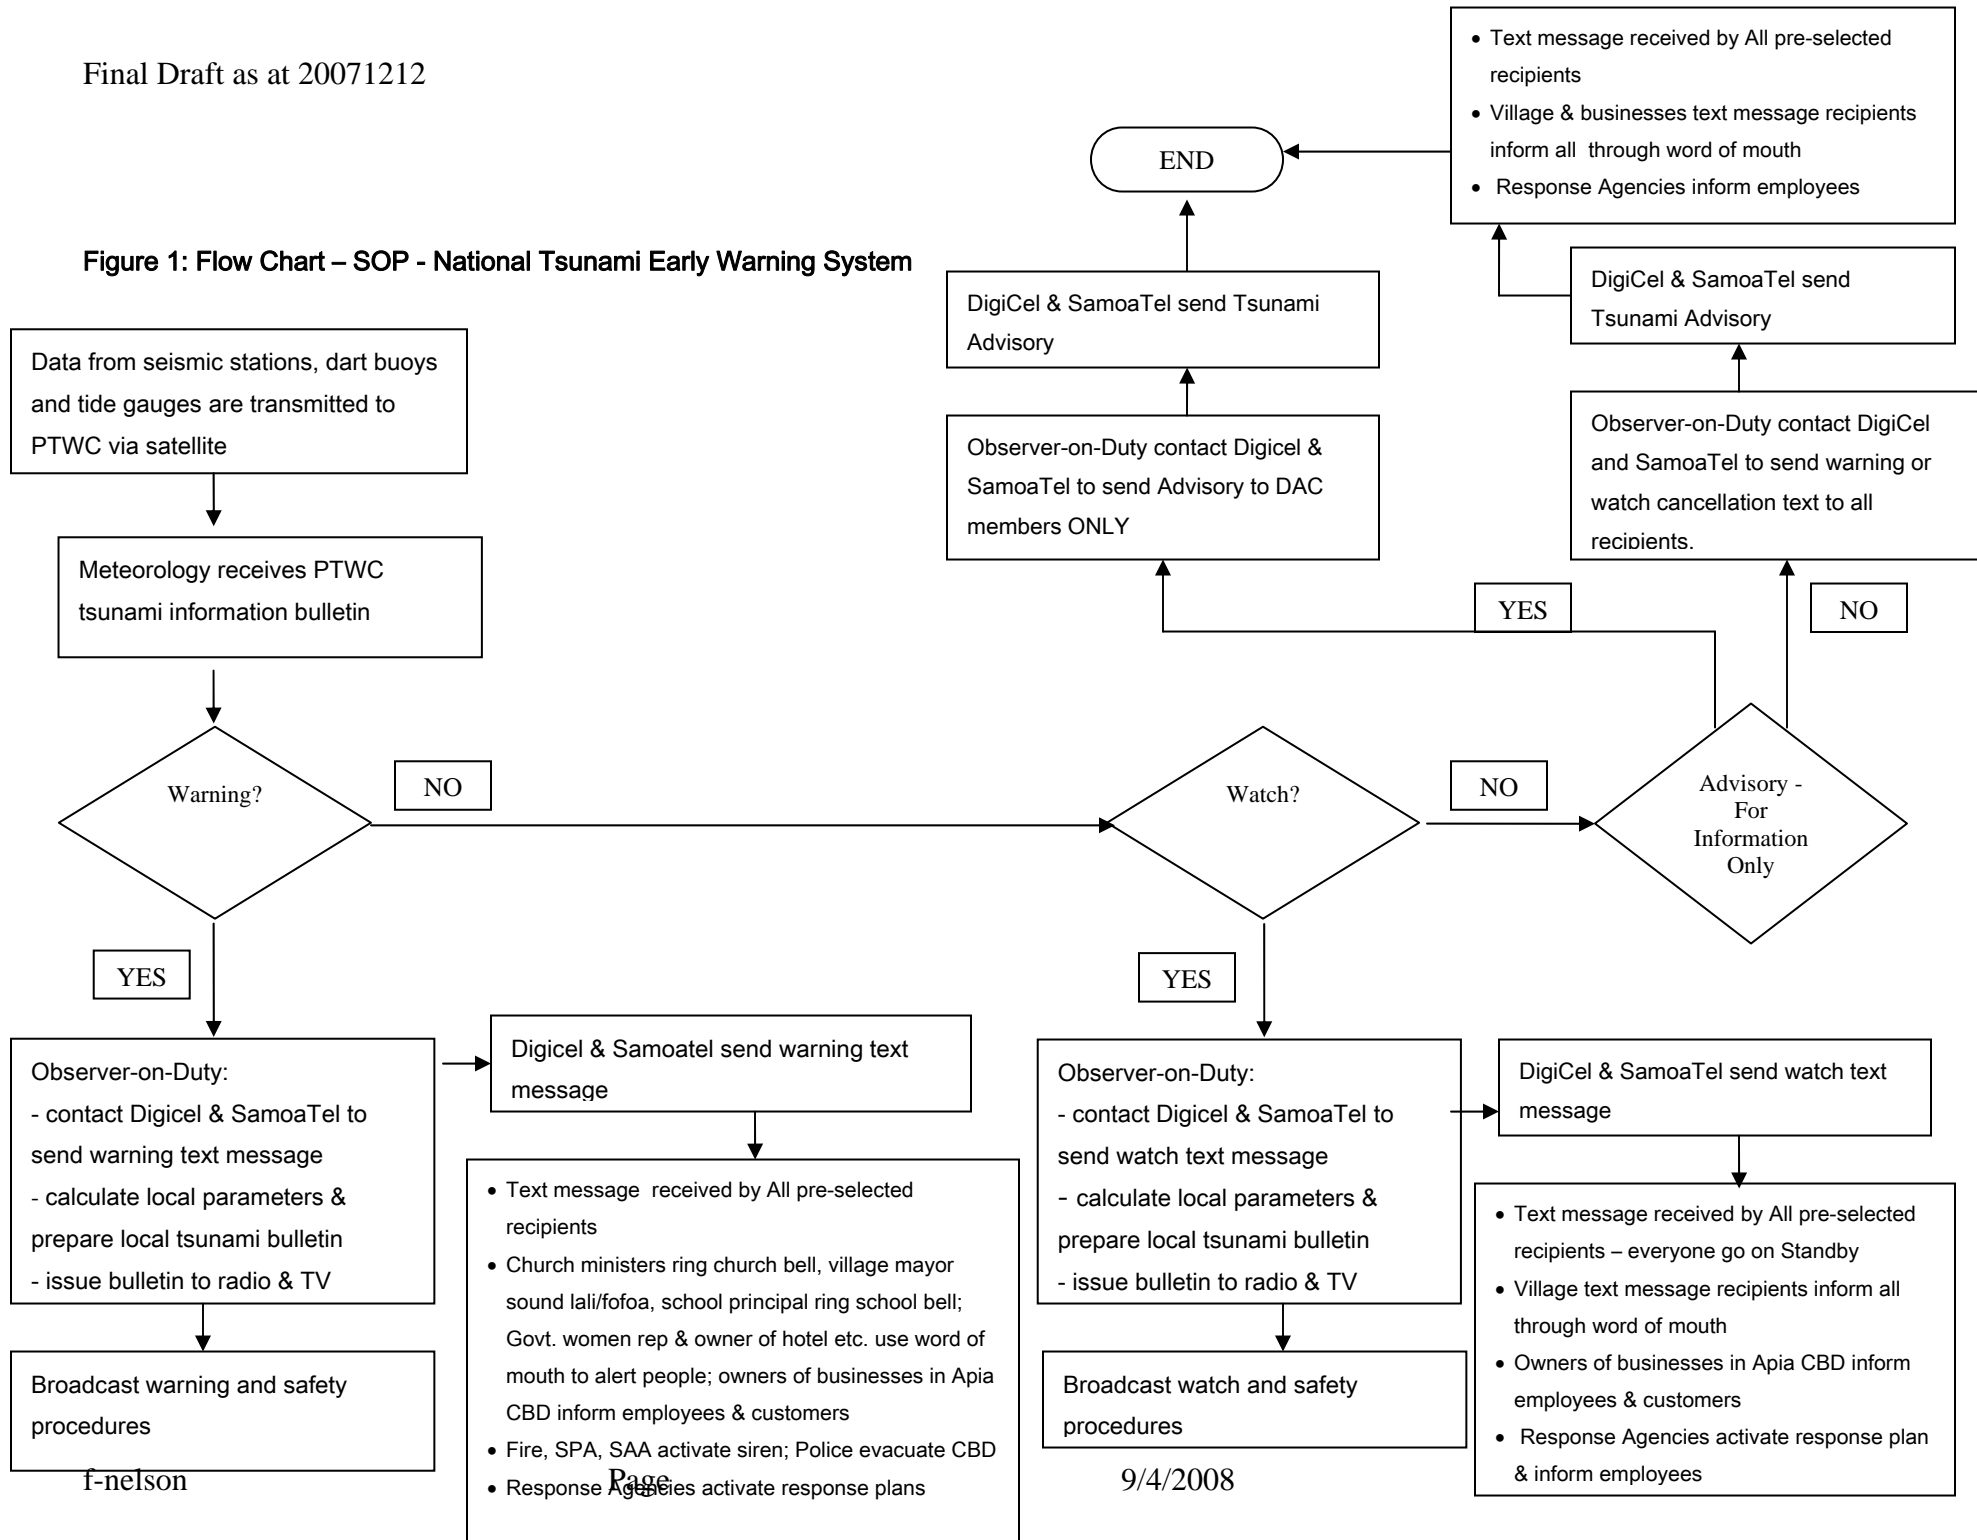 Final Draft as at 20071212
Figure 1: Flow Chart – SOP - National Tsunami Early Warning System
Data from seismic stations, dart buoys
and tide gauges are transmitted to
PTWC via satellite
Meteorology receives PTWC
tsunami information bulletin
Warning?
NO
YES
Observer-on-Duty:
- contact Digicel & SamoaTel to
send warning text message
- calculate local parameters &
prepare local tsunami bulletin
- issue bulletin to radio & TV
Broadcast warning and safety
procedures
Digicel & Samoatel send warning text
message
• Text message received by All pre-selected
recipients
• Church ministers ring church bell, village mayor
sound lali/fofoa, school principal ring school bell;
Govt. women rep & owner of hotel etc. use word of
mouth to alert people; owners of businesses in Apia
CBD inform employees & customers
• Fire, SPA, SAA activate siren; Police evacuate CBD
• Response Agencies activate response plans
Watch?
NO
YES
Observer-on-Duty:
- contact Digicel & SamoaTel to
send watch text message
- calculate local parameters &
prepare local tsunami bulletin
- issue bulletin to radio & TV
Broadcast watch and safety
procedures
DigiCel & SamoaTel send watch text
message
• Text message received by All pre-selected
recipients – everyone go on Standby
• Village text message recipients inform all
through word of mouth
• Owners of businesses in Apia CBD inform
employees & customers
• Response Agencies activate response plan
& inform employees
Advisory -
For
Information
Only
YES
NO
Observer-on-Duty contact Digicel &
SamoaTel to send Advisory to DAC
members ONLY
DigiCel & SamoaTel send Tsunami
Advisory
END
Observer-on-Duty contact DigiCel
and SamoaTel to send warning or
watch cancellation text to all
recipients.
DigiCel & SamoaTel send
Tsunami Advisory
• Text message received by All pre-selected
recipients
• Village & businesses text message recipients
inform all through word of mouth
• Response Agencies inform employees
f-nelson
Page
9/4/2008